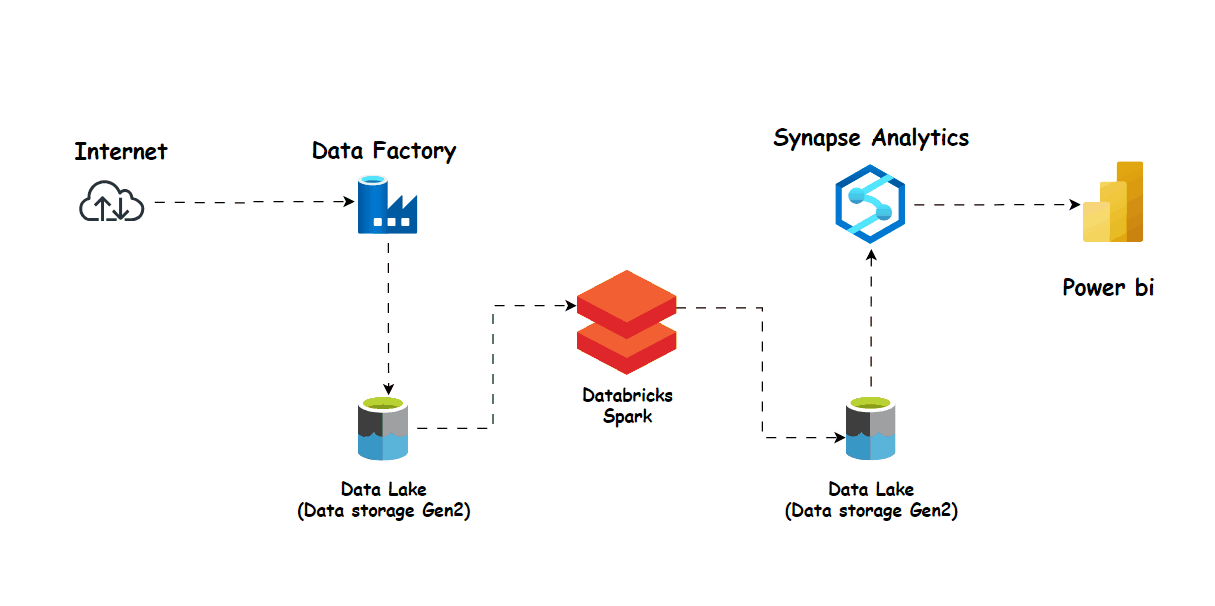 Internet
Data Factory
Synapse Analytics
Power bi
Databricks
Spark
Data Lake
(Data storage Gen2)
Data Lake
(Data storage Gen2)